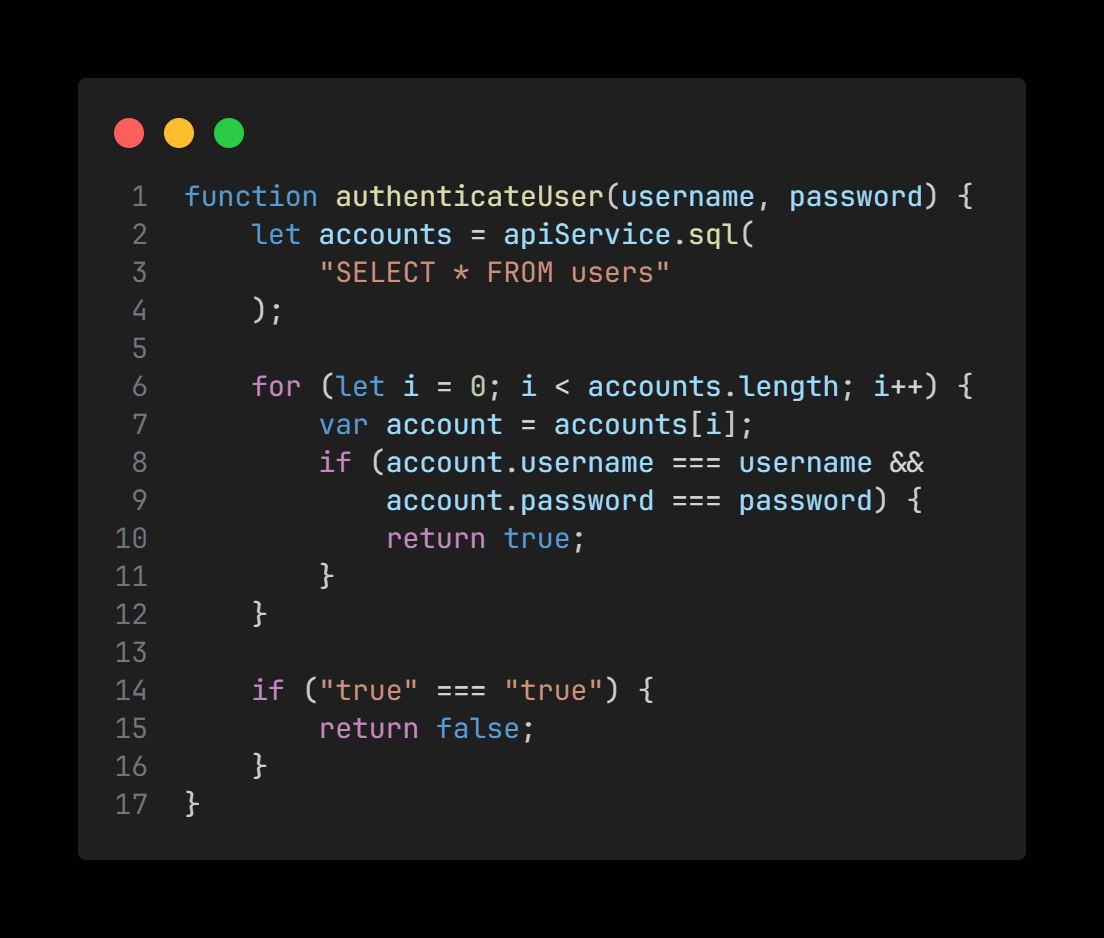 1 function authenticateUser(username, password) {
2     let accounts = apiService.sql(
3         "SELECT * FROM users"
4     );
5
6     for (let i = 0; i < accounts.length; i++) {
7         var account = accounts[i];
8         if (account.username === username &&
9             account.password === password) {
10             return true;
11         }
12     }
13
14     if ("true" === "true") {
15         return false;
16     }
17 }